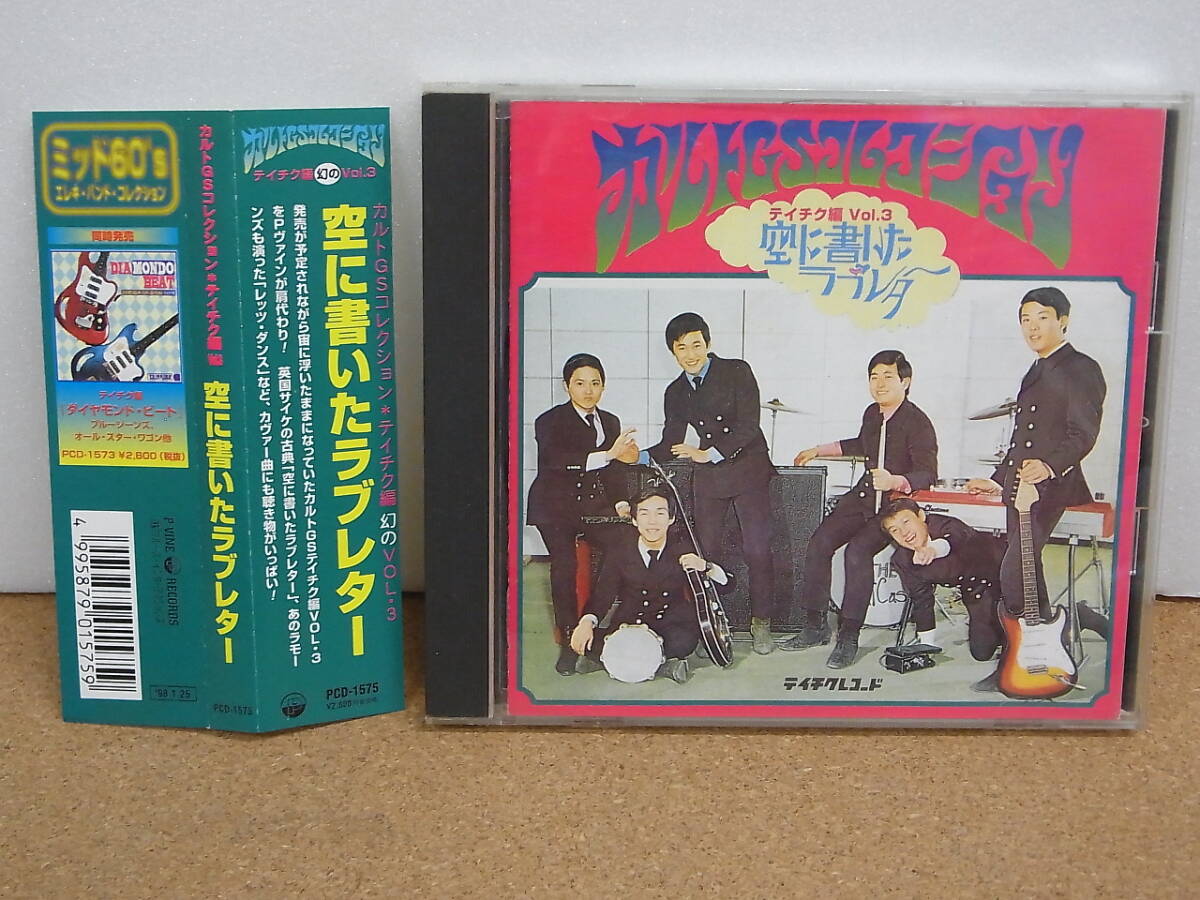 ミッド60's
エレキ・バンド・コレクション
同時発売
DIAMONDO
BEAT
テイチク編
「ダイヤモンド・ビート」
ブルージーンズ、
オール・スター・ワゴン他
PCD-1573 ¥2,800(税抜)
P-VINE RECORDS
4 995879 015759
'98.1.25
カルトGSコレクション*テイチク編
空に書いたラブレター
PCD-1575
カルトGSコレクション
テイチク編 幻の Vol.3
カルトGSコレクション*テイチク編 幻のVOL.3
空に書いたラブレター
発売が予定されながら宙に浮いたままになっていたカルトGSテイチク編VOL.3
をPヴァインが肩代わり! 英国サイケの古典「空に書いたラブレター」、あのラモー
ンズも演った「レッツ・ダンス」など、カヴァー曲にも聴き物がいっぱい!
PCD-1575
カルトGSコレクション
テイチク編 Vol.3
空に書いた
ラブレター
THE
テイチクレコード